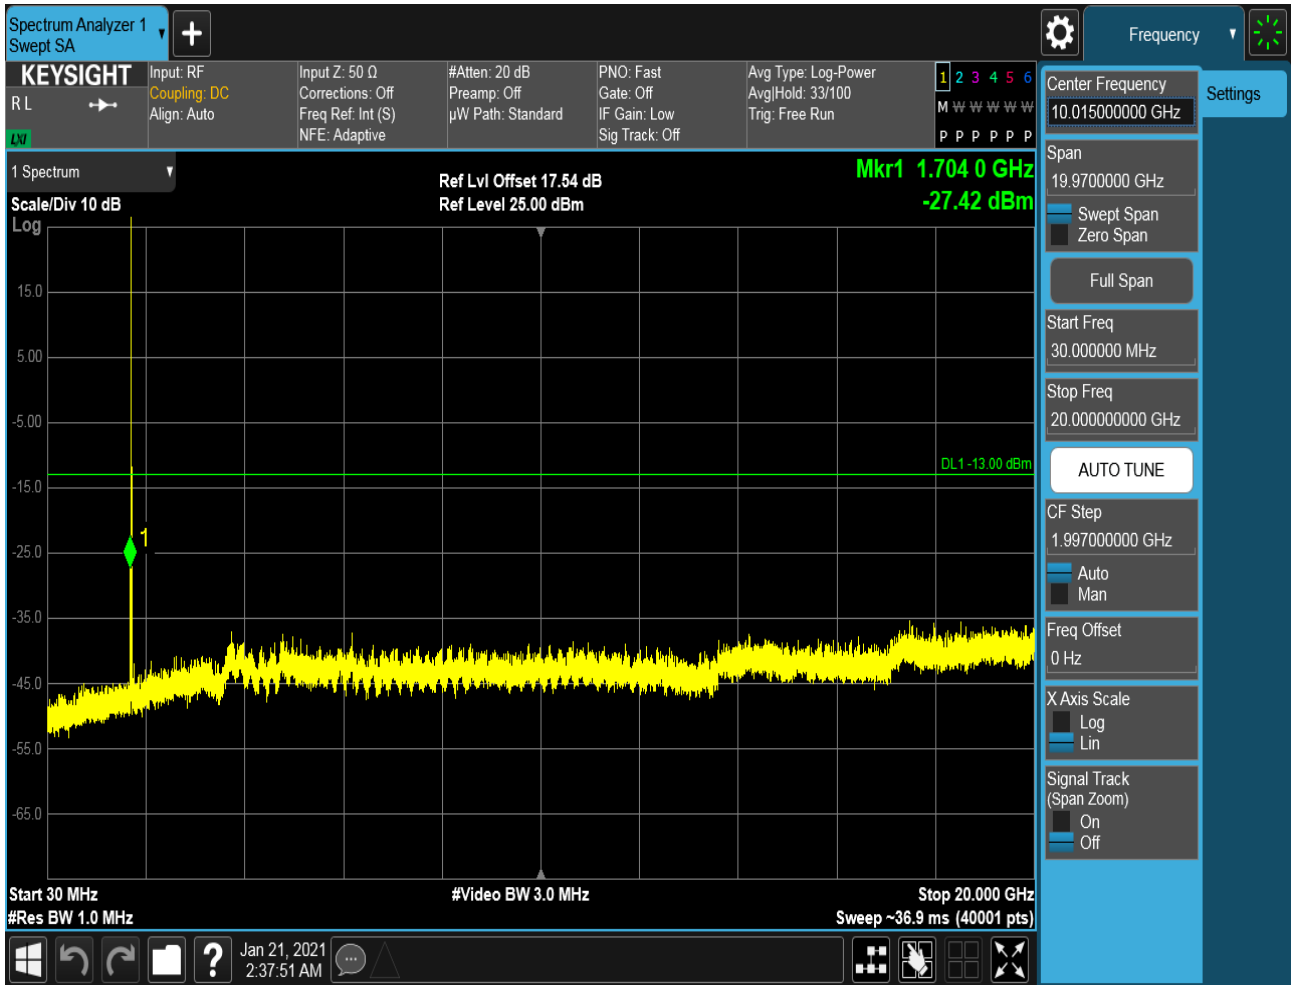 Spectrum Analyzer 1
Swept SA
+
Frequency
KEYSIGHT
R L
LXI
Input: RF
Coupling: DC
Align: Auto
Input Z: 50 Ω
Corrections: Off
Freq Ref: Int (S)
NFE: Adaptive
#Atten: 20 dB
Preamp: Off
µW Path: Standard
PNO: Fast
Gate: Off
IF Gain: Low
Sig Track: Off
Avg Type: Log-Power
Avg|Hold: 33/100
Trig: Free Run
1 2 3 4 5 6
M W W W W W
P P P P P P
1 Spectrum
Scale/Div 10 dB
Log
Ref Lvl Offset 17.54 dB
Ref Level 25.00 dBm
Mkr1 1.704 0 GHz
-27.42 dBm
15.0
5.00
-5.00
-15.0
-25.0
-35.0
-45.0
-55.0
-65.0
DL1 -13.00 dBm
1
Start 30 MHz
#Res BW 1.0 MHz
#Video BW 3.0 MHz
Stop 20.000 GHz
Sweep ~36.9 ms (40001 pts)
Center Frequency
10.015000000 GHz
Span
19.9700000 GHz
Swept Span
Zero Span
Full Span
Start Freq
30.000000 MHz
Stop Freq
20.000000000 GHz
AUTO TUNE
CF Step
1.997000000 GHz
Auto
Man
Freq Offset
0 Hz
X Axis Scale
Log
Lin
Signal Track
(Span Zoom)
On
Off
Settings
?
Jan 21, 2021
2:37:51 AM